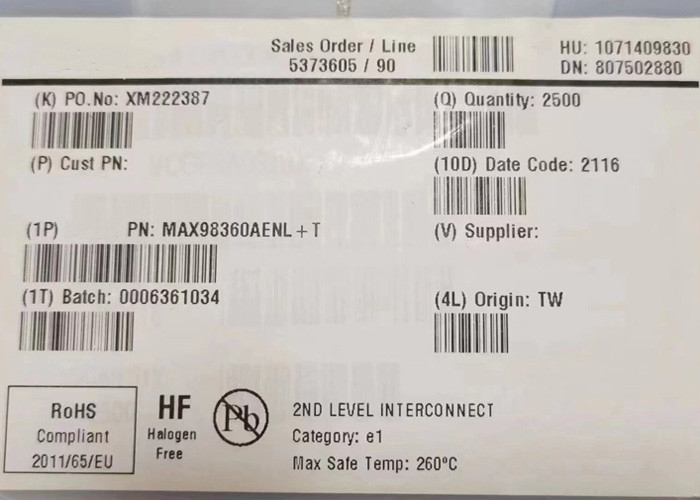 Sales Order / Line
5373605 / 90
HU: 1071409830
DN: 807502880
(K) PO.No: XM222387
(Q) Quantity: 2500
(P) Cust PN:
(10D) Date Code: 2116
(1P) PN: MAX98360AENL+T
(V) Supplier:
(1T) Batch: 0006361034
(4L) Origin: TW
RoHS
Compliant
2011/65/EU
HF
Halogen
Free
Pb
2ND LEVEL INTERCONNECT
Category: e1
Max Safe Temp: 260ºC